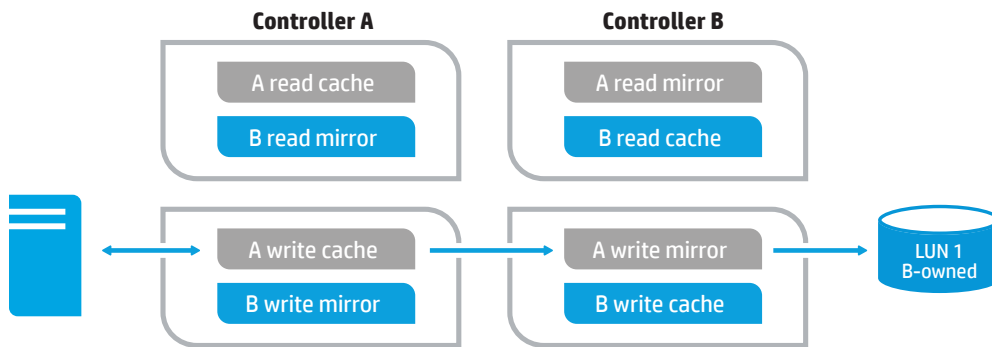 Controller A
Controller B
A read cache
A read mirror
B read mirror
B read cache
A write cache
A write mirror
LUN 1
B-owned
B write mirror
B write cache